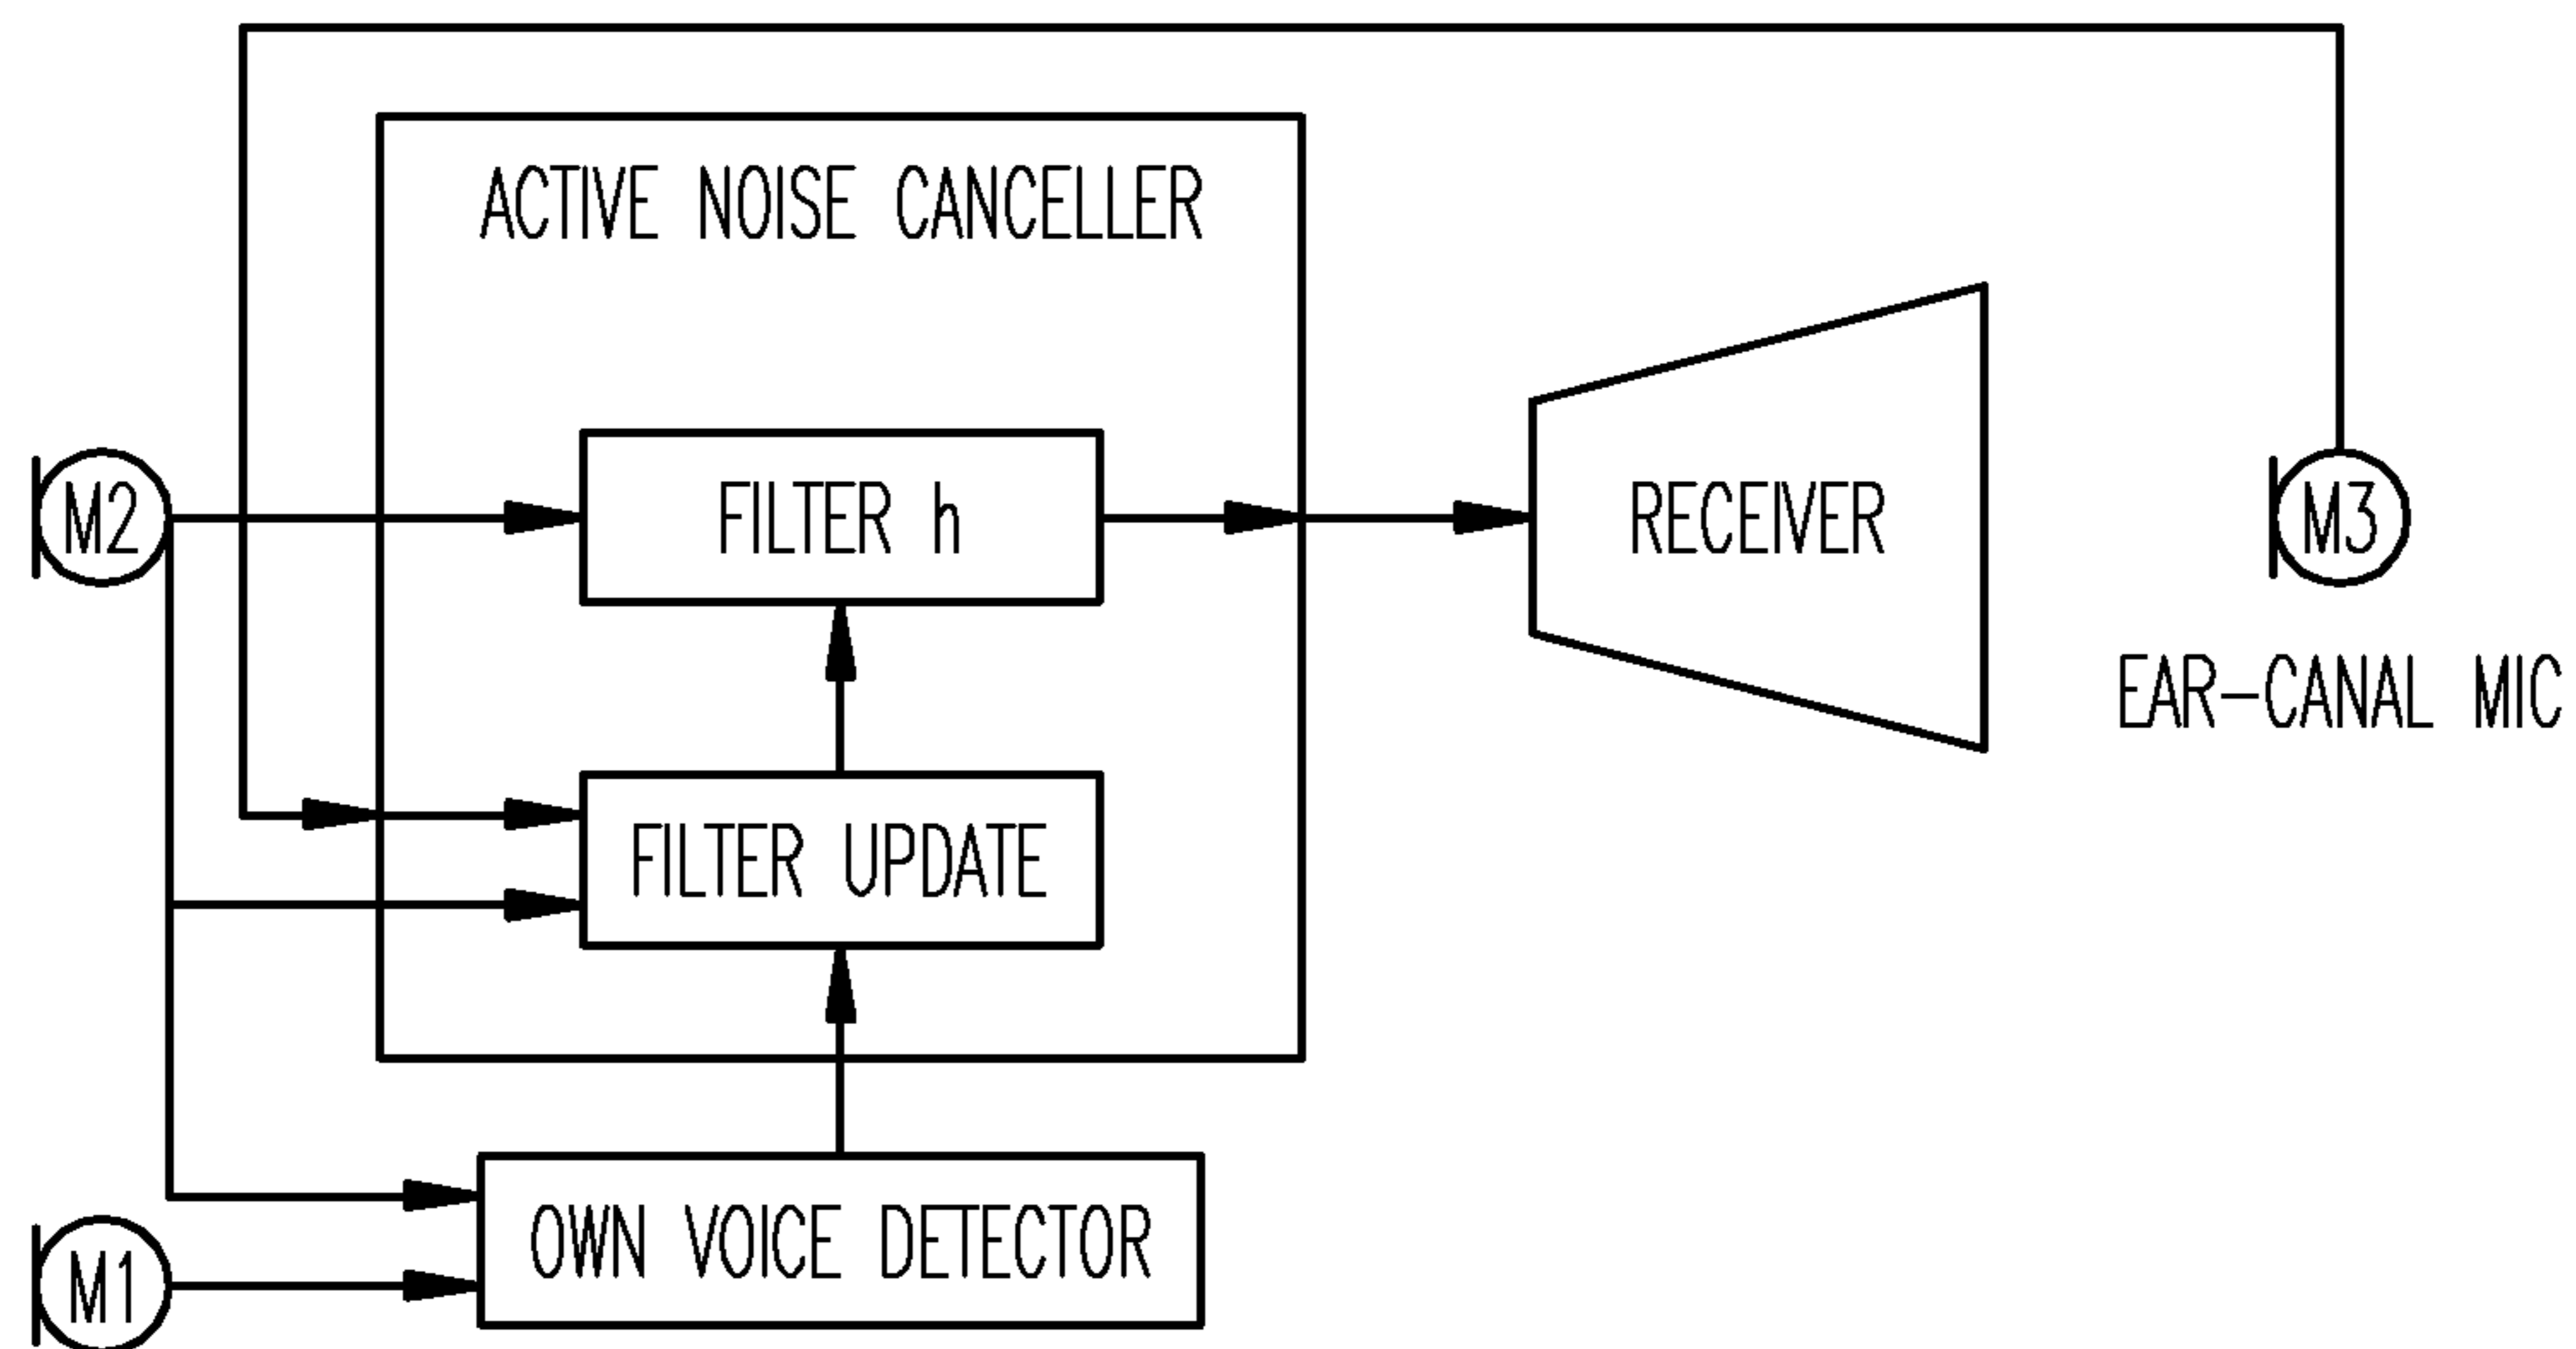 ACTIVE NOISE CANCELLER
M2
FILTER h
RECEIVER
M3
EAR-CANAL MIC
FILTER UPDATE
OWN VOICE DETECTOR
M1